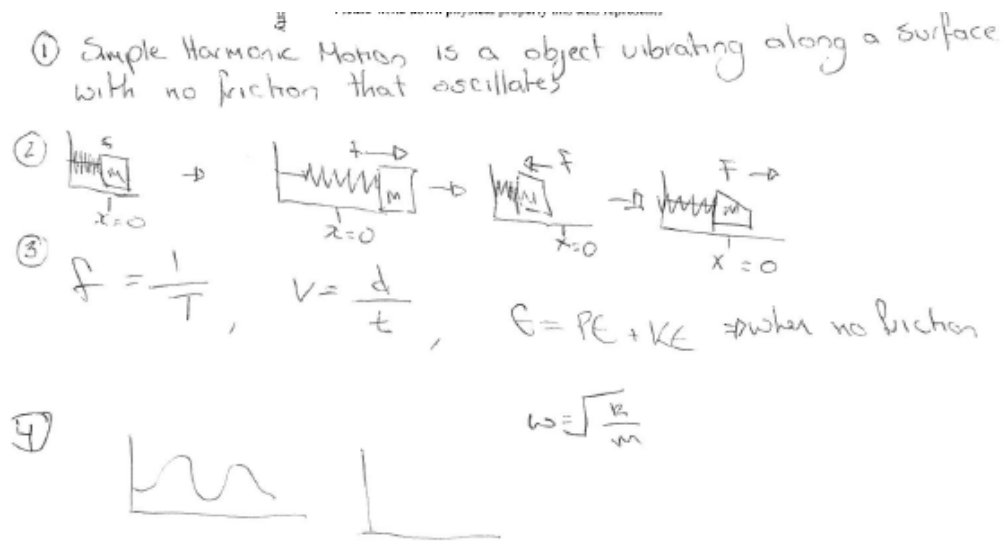 ① Simple Harmonic Motion is a object vibrating along a surface
with no friction that oscillates
②
m
x=0
m
x=0
← F
M
x=0
F →
m
x=0
③ f = 1/T , v = d/t , E = PE + KE ⇒ when no friction
ω = √k/m
4